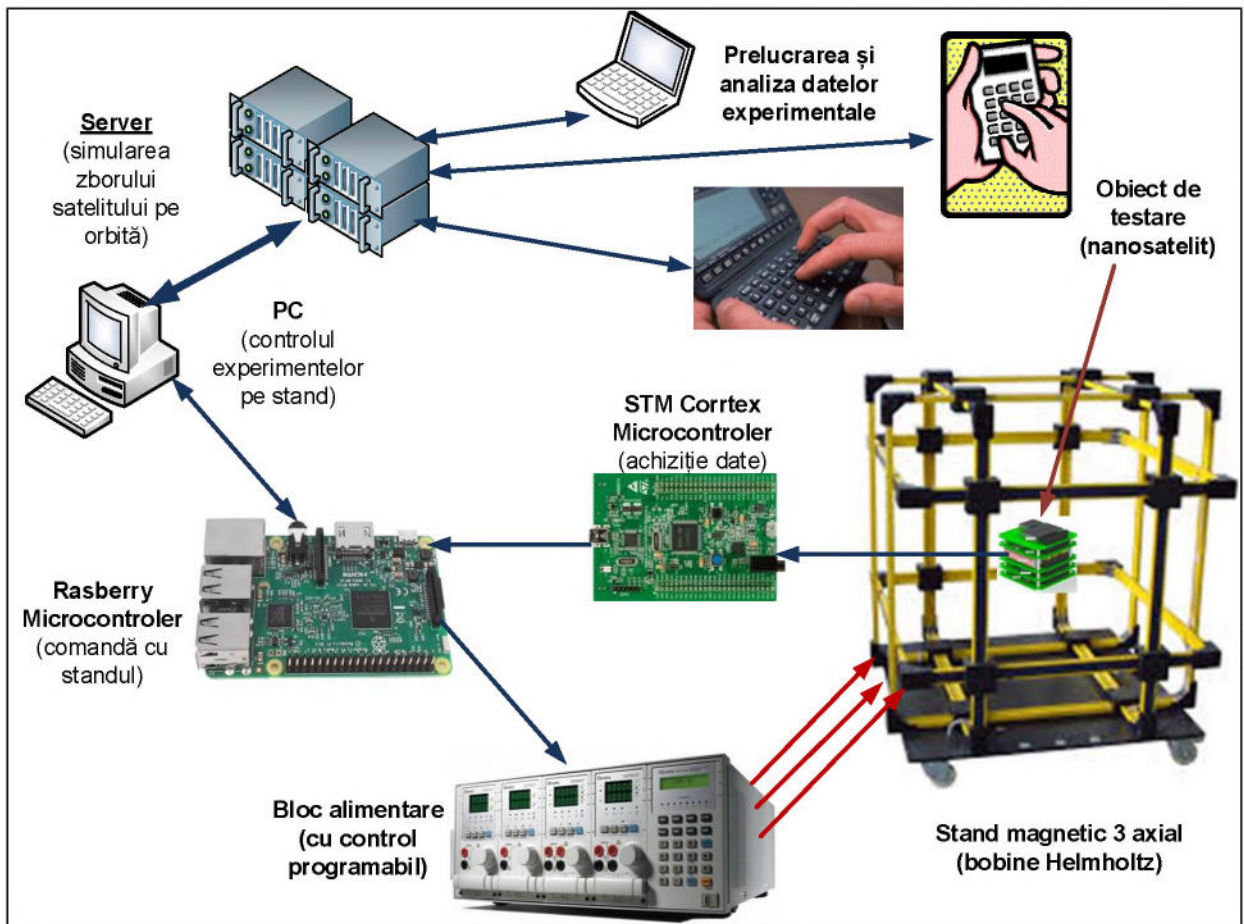 Prelucrarea și
analiza datelor
experimentale
Server
(simularea
zborului
satelitului pe
orbită)
Obiect de
testare
(nanosatelit)
PC
(controlul
experimentelor
pe stand)
STM Corrtex
Microcontroler
(achiziție date)
Rasberry
Microcontroler
(comandă cu
standul)
Bloc alimentare
(cu control
programabil)
Stand magnetic 3 axial
(bobine Helmholtz)